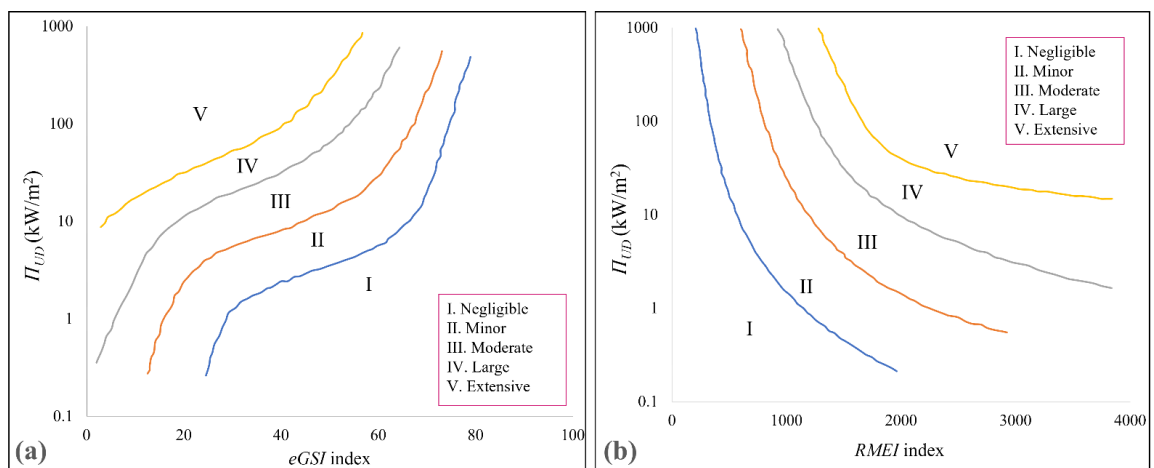 1000
100
10
1
0.1
Π_UD (kW/m²)
V
IV
III
II
I
I. Negligible
II. Minor
III. Moderate
IV. Large
V. Extensive
0 20 40 60 80 100
eGSI index
(a)
1000
100
10
1
0.1
Π_UD (kW/m²)
I. Negligible
II. Minor
III. Moderate
IV. Large
V. Extensive
V
IV
III
II
I
0 1000 2000 3000 4000
RMEI index
(b)